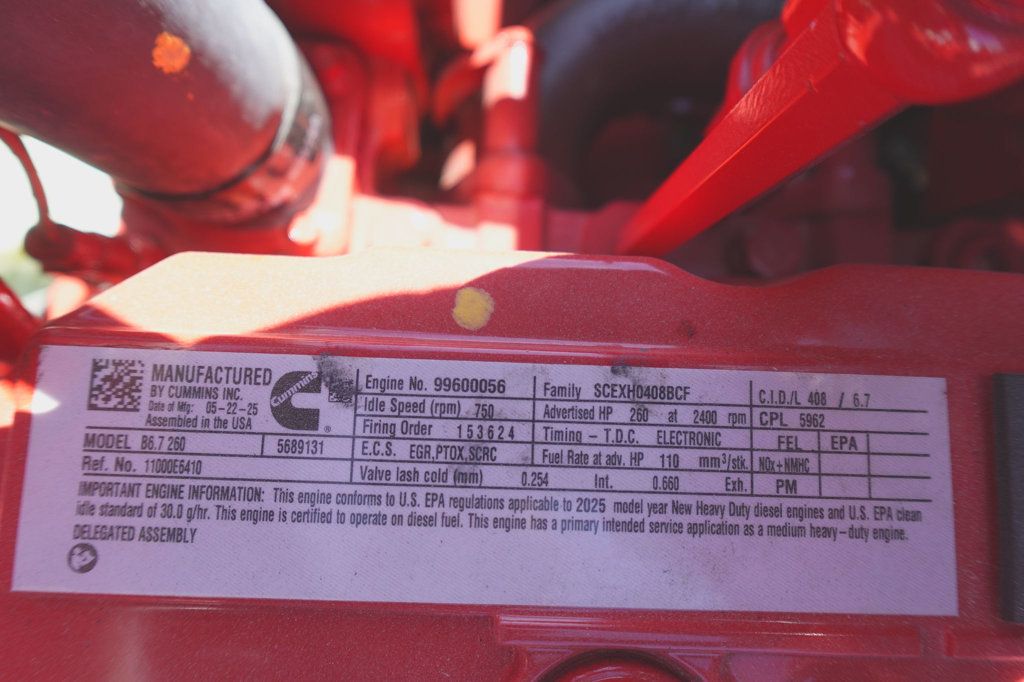 MANUFACTURED
BY CUMMINS INC.
Date of Mfg: 05-22-25
Assembled in the USA
Cummins
®
MODEL B6.7 260 5689131
Ref. No. 11000E6410
Engine No. 99600056
Idle Speed (rpm) 750
Firing Order 153624
E.C.S. EGR,PTOX,SCRC
Valve lash cold (mm) 0.254 Int. 0.660 Exh.
Family SCEXH0408BCF
Advertised HP 260 at 2400 rpm
Timing - T.D.C. ELECTRONIC
Fuel Rate at adv. HP 110 mm³/stk.
C.I.D./L 408 / 6.7
CPL 5962
FEL EPA
NOx+NMHC
PM
IMPORTANT ENGINE INFORMATION: This engine conforms to U.S. EPA regulations applicable to 2025 model year New Heavy Duty diesel engines and U.S. EPA clean
idle standard of 30.0 g/hr. This engine is certified to operate on diesel fuel. This engine has a primary intended service application as a medium heavy-duty engine.
DELEGATED ASSEMBLY